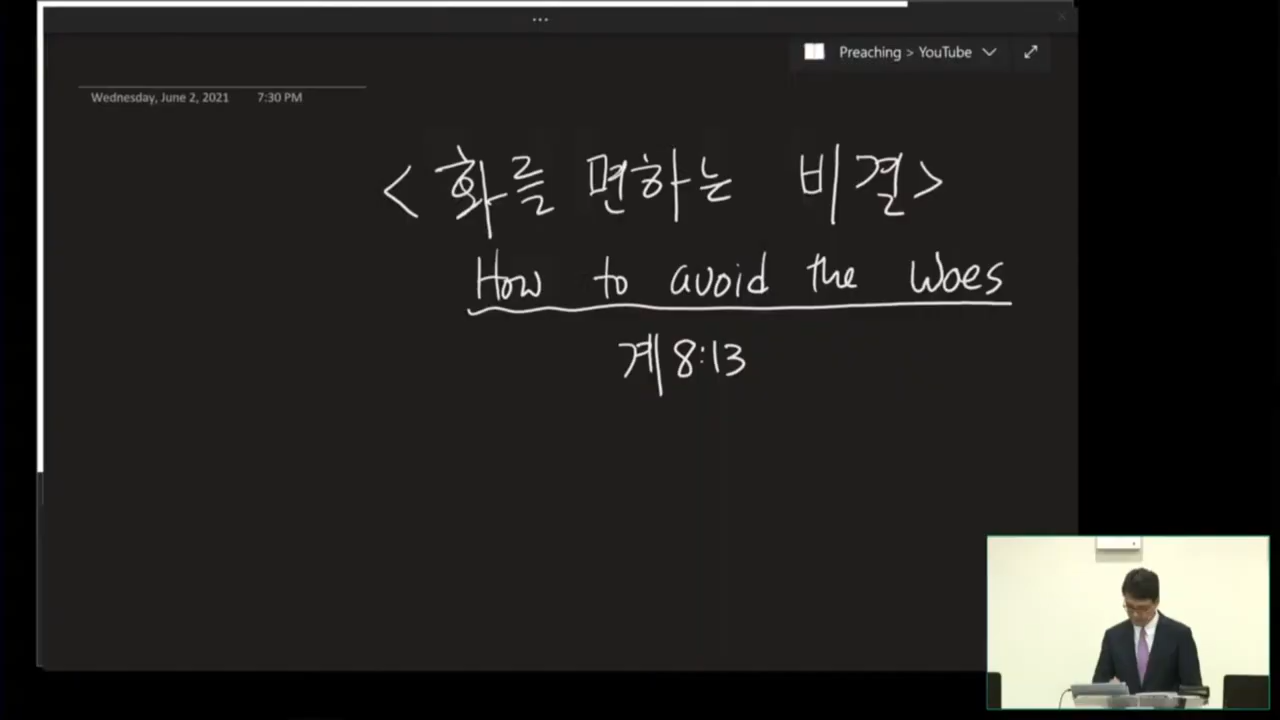 Preaching > YouTube
Wednesday, June 2, 2021 7:30 PM
<화를 면하는 비결>
How to avoid the Woes
계 8:13